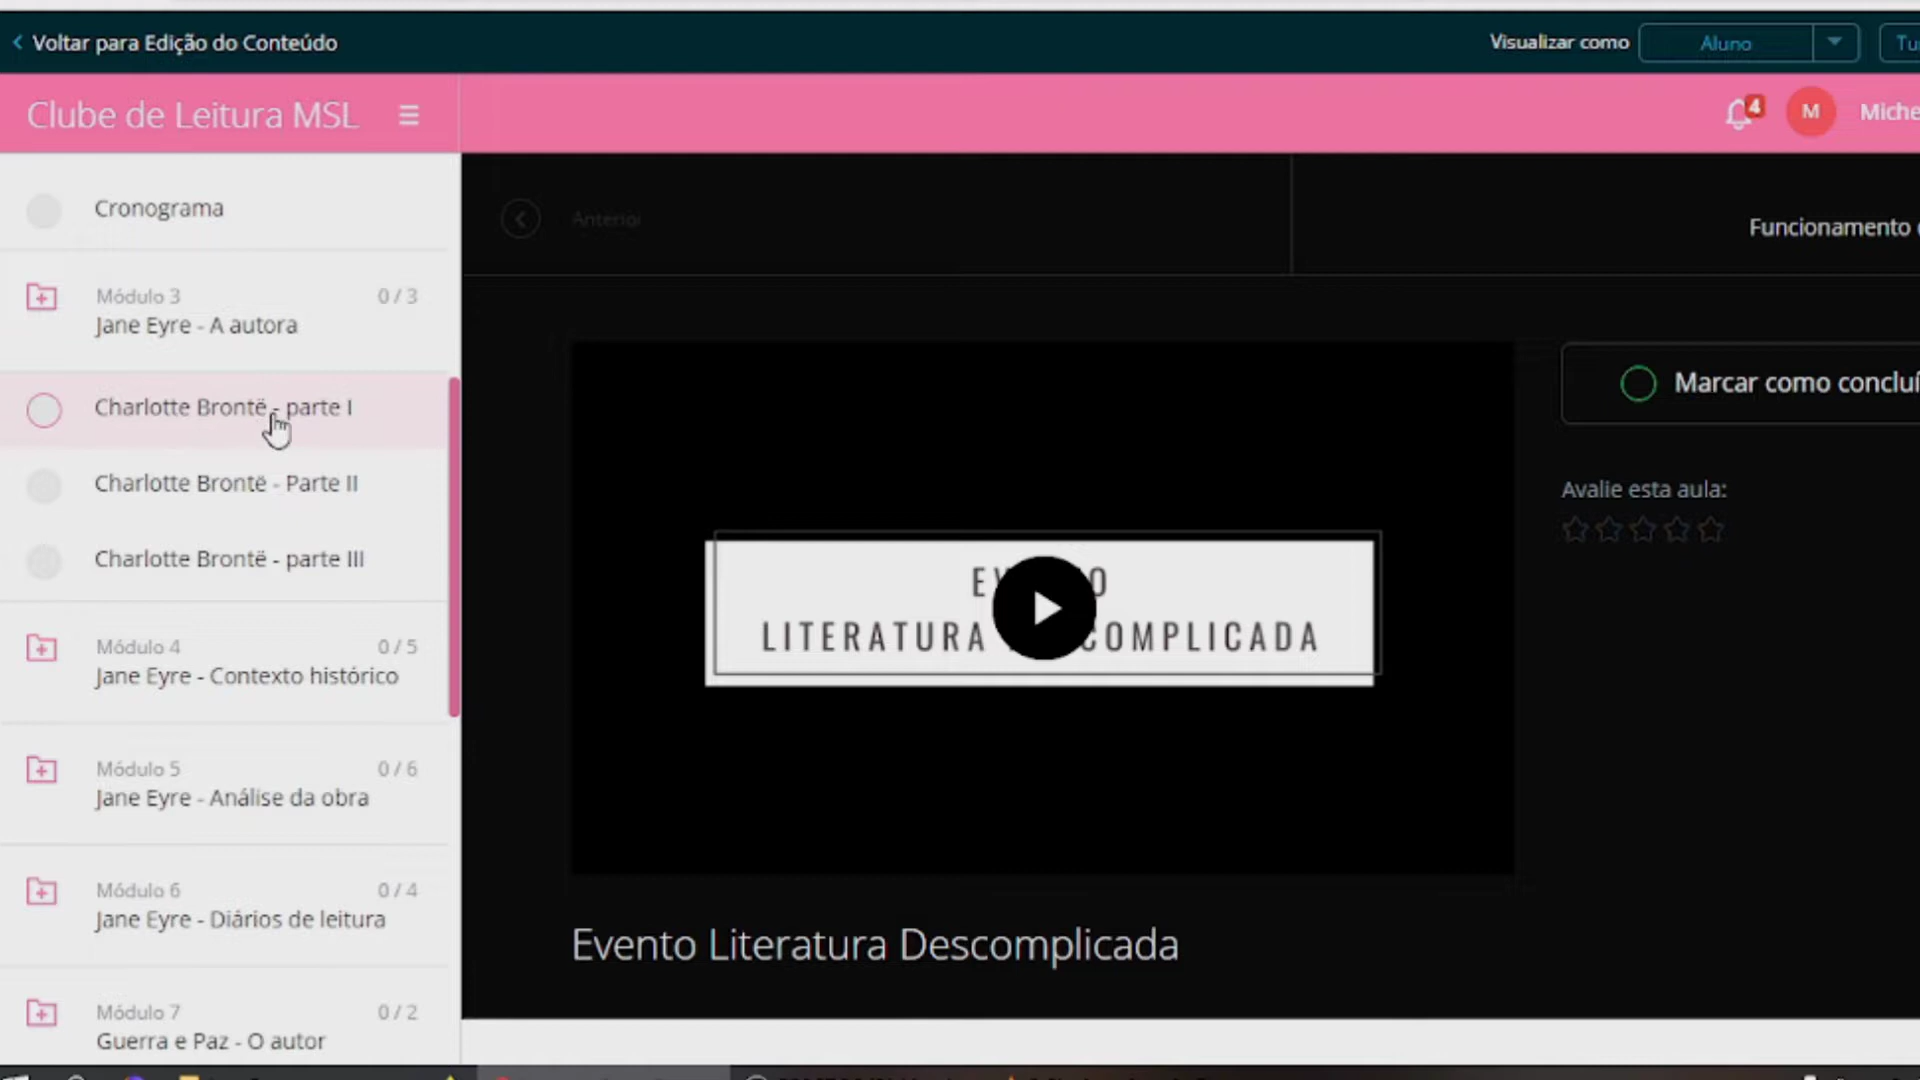 Voltar para Edição do Conteúdo
Visualizar como
Aluno
Clube de Leitura MSL
4
M
Cronograma
Anterior
Funcionamento
Módulo 3
0 / 3
Jane Eyre - A autora
Charlotte Brontë - parte I
Charlotte Brontë - Parte II
Charlotte Brontë - parte III
Módulo 4
0 / 5
Jane Eyre - Contexto histórico
Módulo 5
0 / 6
Jane Eyre - Análise da obra
Módulo 6
0 / 4
Jane Eyre - Diários de leitura
Módulo 7
0 / 2
Guerra e Paz - O autor
LITERATURA
Marcar como
Avalie esta aula:
Evento Literatura Descomplicada